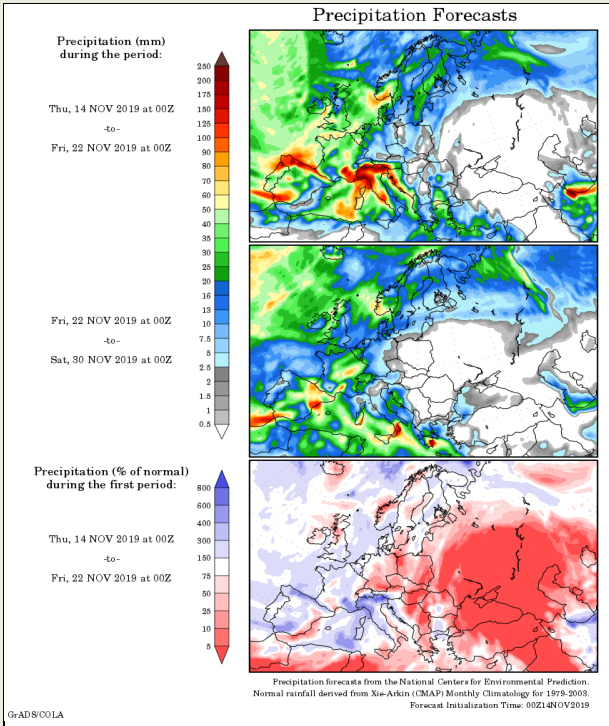 Precipitation Forecasts
Precipitation (mm)
during the period:
Thu, 14 NOV 2019 at 00Z
-to-
Fri, 22 NOV 2019 at 00Z
250
200
175
150
125
100
90
80
70
60
50
40
35
30
25
20
16
13
10
7.5
5
2.5
2
1.5
1
0.5
Fri, 22 NOV 2019 at 00Z
-to-
Sat, 30 NOV 2019 at 00Z
Precipitation (% of normal)
during the first period:
Thu, 14 NOV 2019 at 00Z
-to-
Fri, 22 NOV 2019 at 00Z
800
600
400
300
150
75
50
25
10
5
Precipitation forecasts from the National Centers for Environmental Prediction.
Normal rainfall derived from Xie-Arkin (CMAP) Monthly Climatology for 1979-2003.
Forecast Initialization Time: 00Z14NOV2019
GrADS/COLA